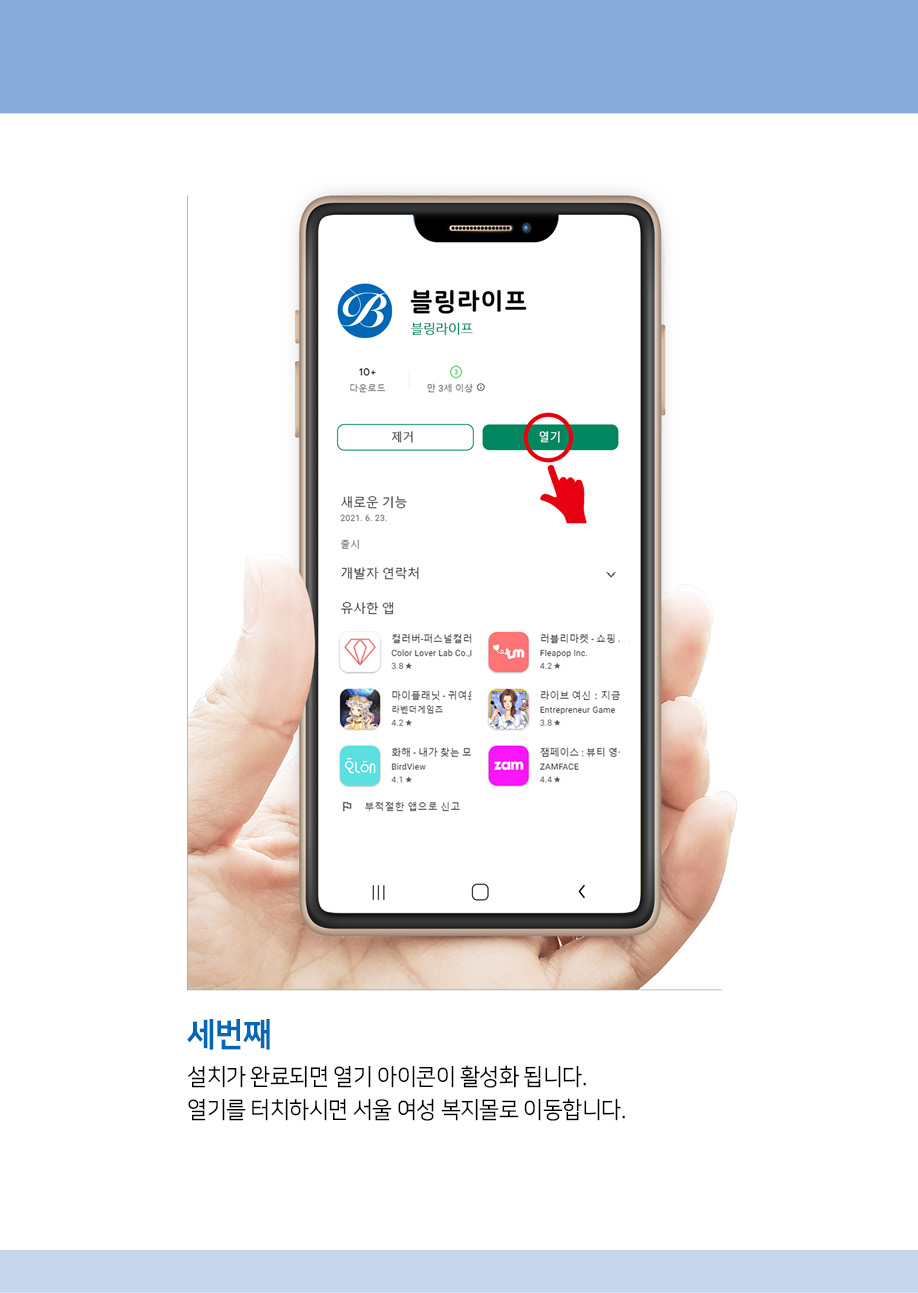 B
블링라이프
블링라이프
10+
다운로드
3
만 3세 이상
제거
열기
새로운 기능
2021. 6. 23.
출시
개발자 연락처
유사한 앱
컬러버-퍼스널컬러
Color Lover Lab Co.,
3.8 ★
러블리마켓 - 쇼핑 .
Fleapop Inc.
4.2 ★
tm
마이플래닛 - 귀여운
라벤더게임즈
4.2 ★
라이브 여신 : 지금
Entrepreneur Game
3.8 ★
화해 - 내가 찾는 모
BirdView
4.1 ★
zam
잼페이스 : 뷰티 영
ZAMFACE
4.4 ★
부적절한 앱으로 신고
세번째
설치가 완료되면 열기 아이콘이 활성화 됩니다.
열기를 터치하시면 서울 여성 복지몰로 이동합니다.